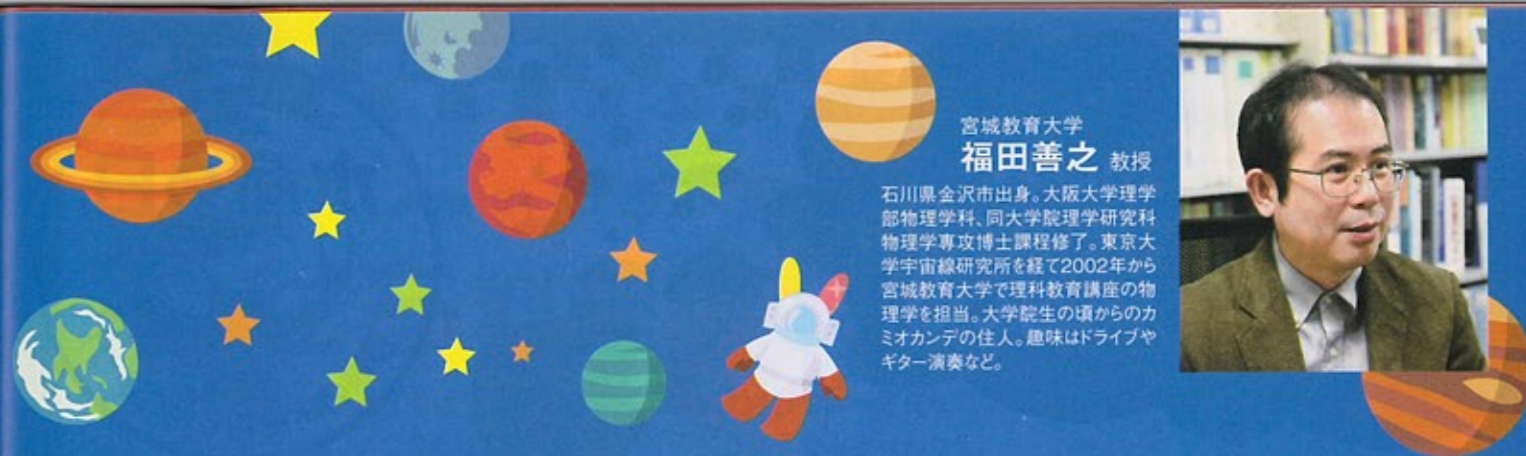 宮城教育大学
福田善之 教授
石川県金沢市出身。大阪大学理学
部物理学科、同大学院理学研究科
物理学専攻博士課程修了。東京大
学宇宙線研究所を経て2002年から
宮城教育大学で理科教育講座の物
理学を担当。大学院生の頃からのカ
ミオカンデの住人。趣味はドライブや
ギター演奏など。